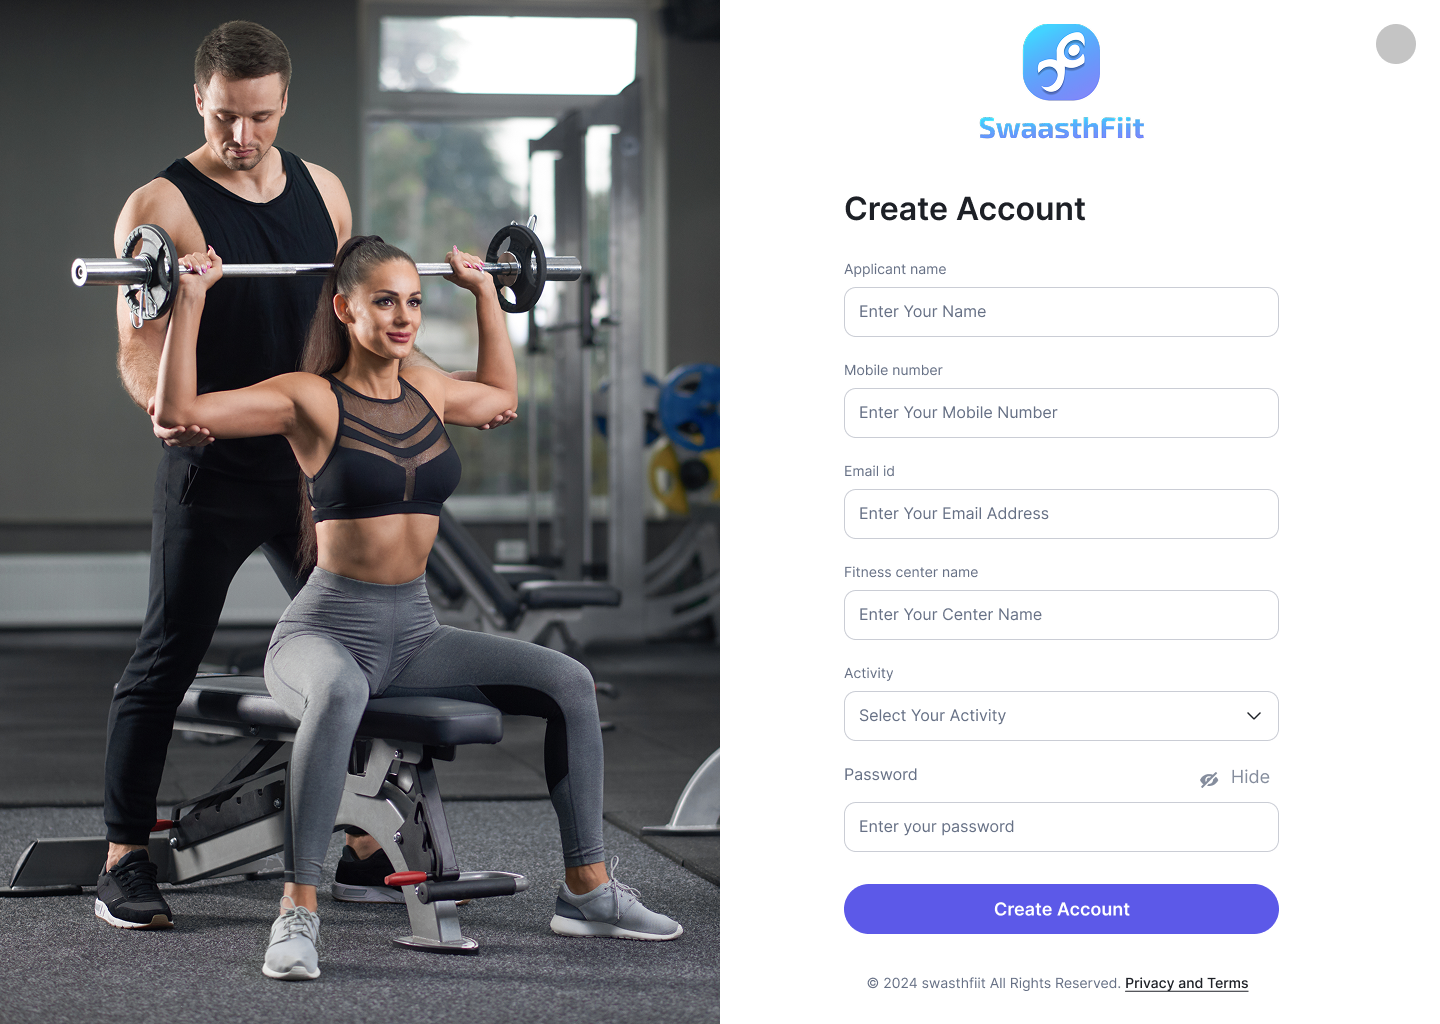 SwaasthFiit
Create Account
Applicant name
Enter Your Name
Mobile number
Enter Your Mobile Number
Email id
Enter Your Email Address
Fitness center name
Enter Your Center Name
Activity
Select Your Activity
Password Hide
Enter your password
Create Account
© 2024 swasthfiit All Rights Reserved. Privacy and Terms